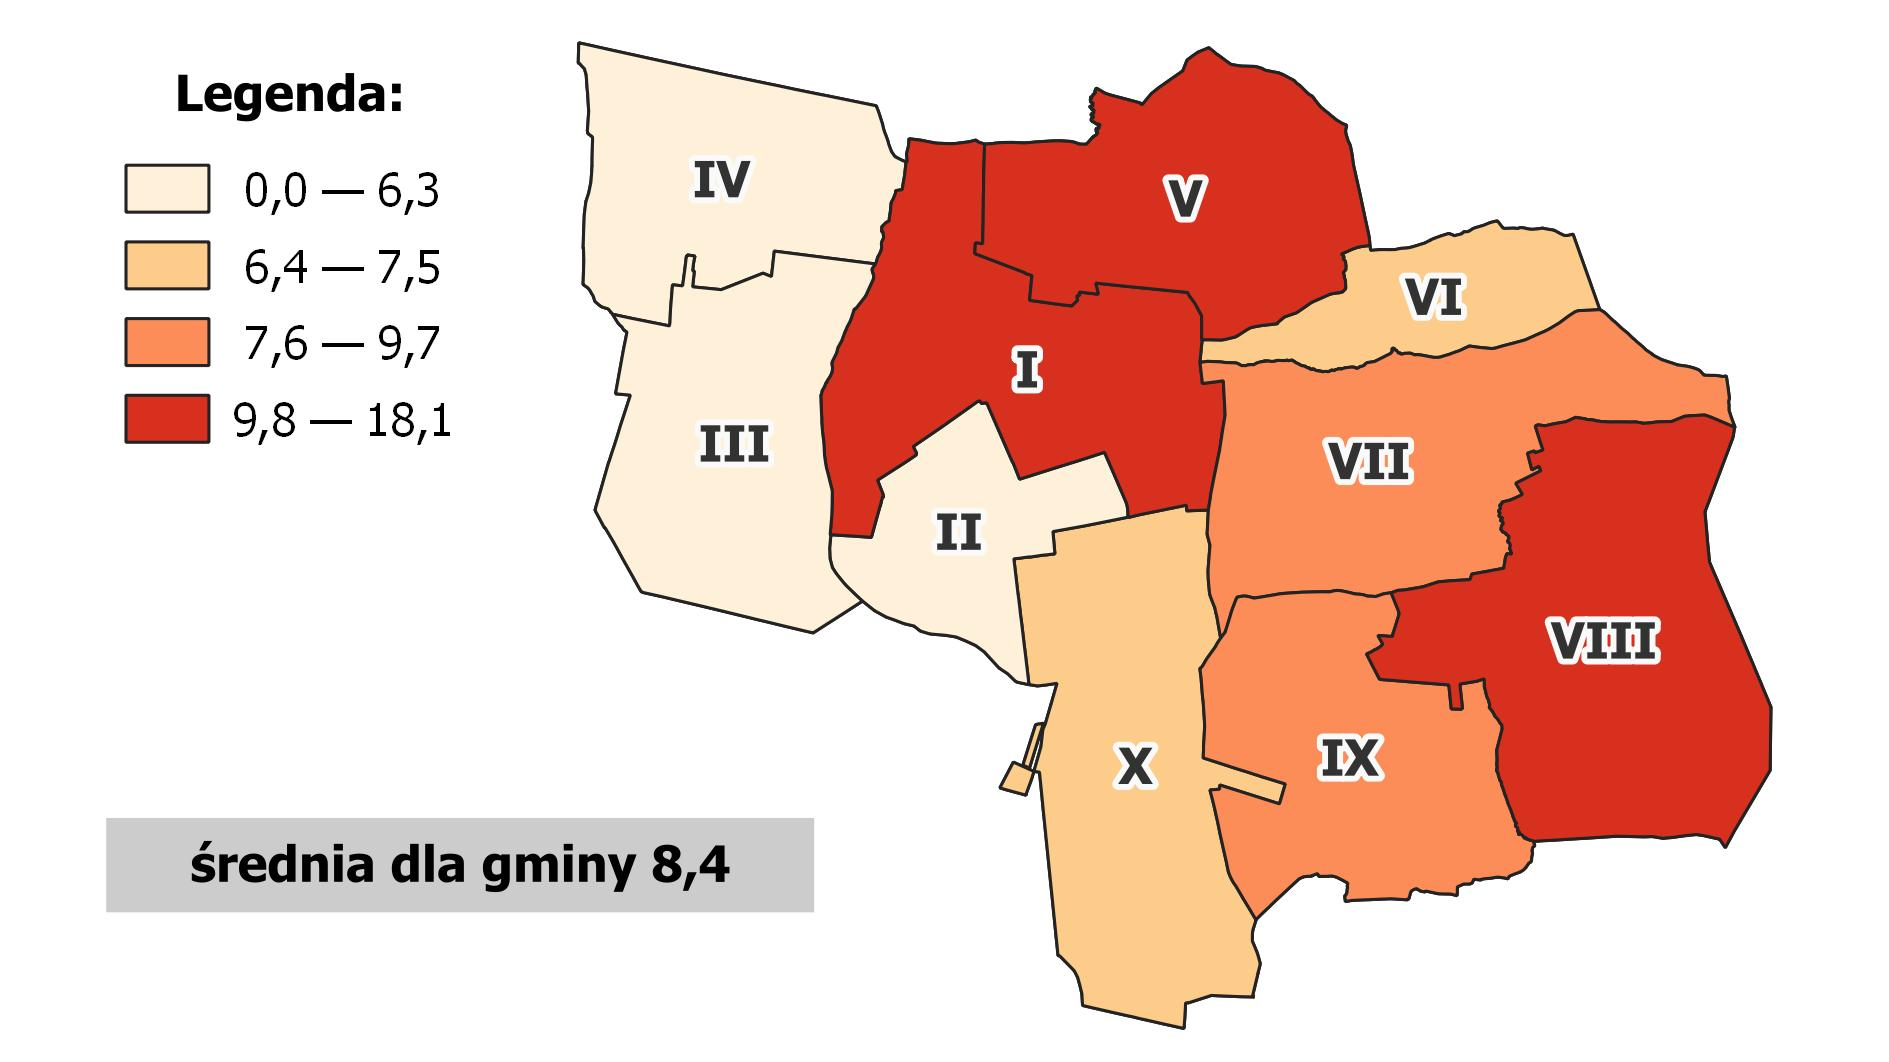 Legenda:
0,0 — 6,3
6,4 — 7,5
7,6 — 9,7
9,8 — 18,1
IV
V
VI
I
III
VII
II
VIII
IX
X
średnia dla gminy 8,4